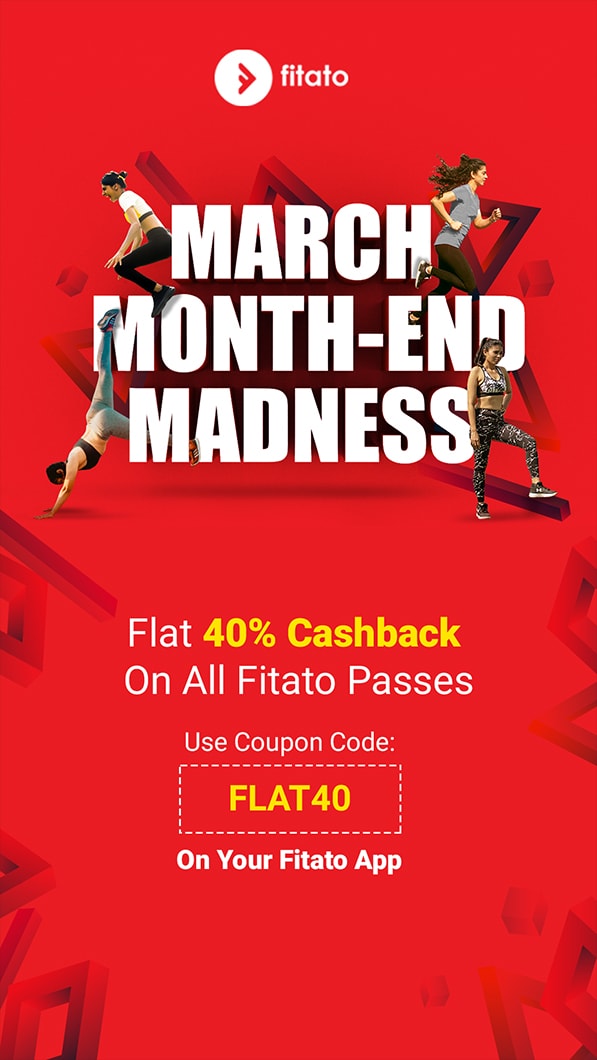 fitato
MARCH
MONTH-END
MADNESS
Flat 40% Cashback
On All Fitato Passes
Use Coupon Code:
FLAT40
On Your Fitato App